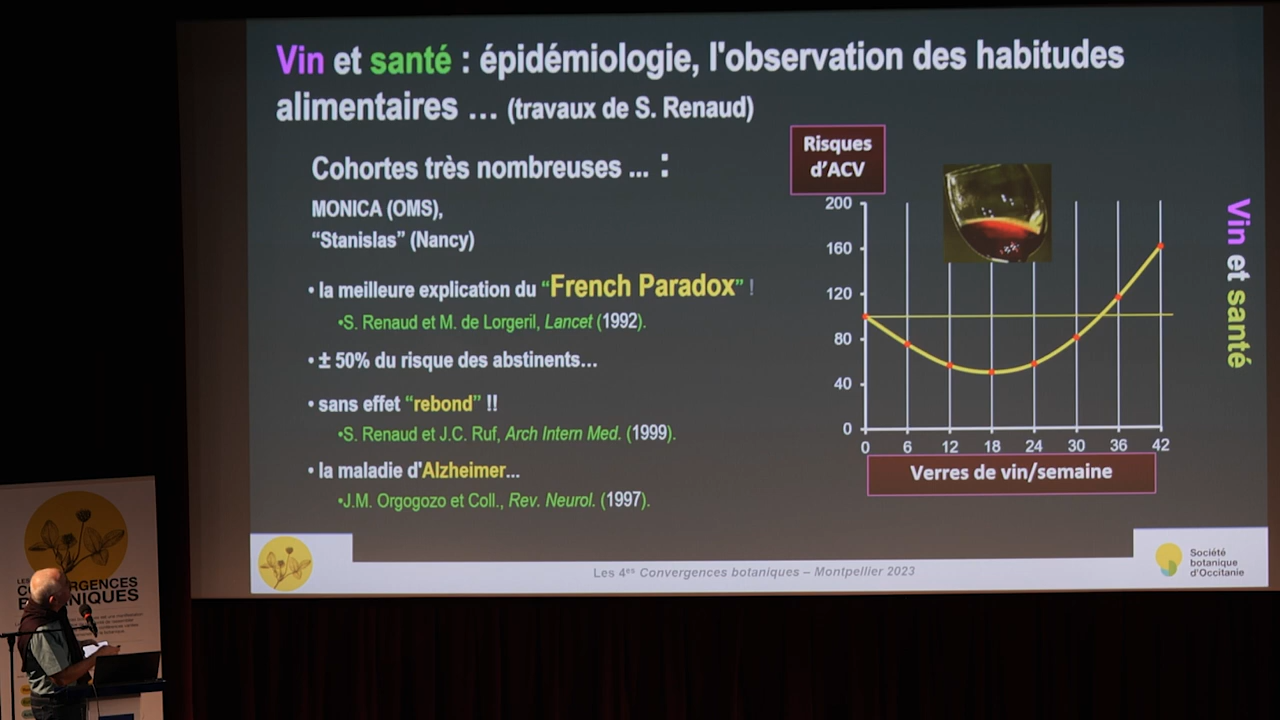 Vin et santé : épidémiologie, l'observation des habitudes
alimentaires … (travaux de S. Renaud)
Cohortes très nombreuses ... :
MONICA (OMS),
“Stanislas” (Nancy)
• la meilleure explication du “French Paradox” !
•S. Renaud et M. de Lorgeril, Lancet (1992).
• ± 50% du risque des abstinents…
• sans effet “rebond” !!
•S. Renaud et J.C. Ruf, Arch Intern Med. (1999).
• la maladie d'Alzheimer...
•J.M. Orgogozo et Coll., Rev. Neurol. (1997).
Risques
d’ACV
200
160
120
80
40
0
0 6 12 18 24 30 36 42
Verres de vin/semaine
Vin et santé
Les 4es Convergences botaniques – Montpellier 2023
Société
botanique
d'Occitanie